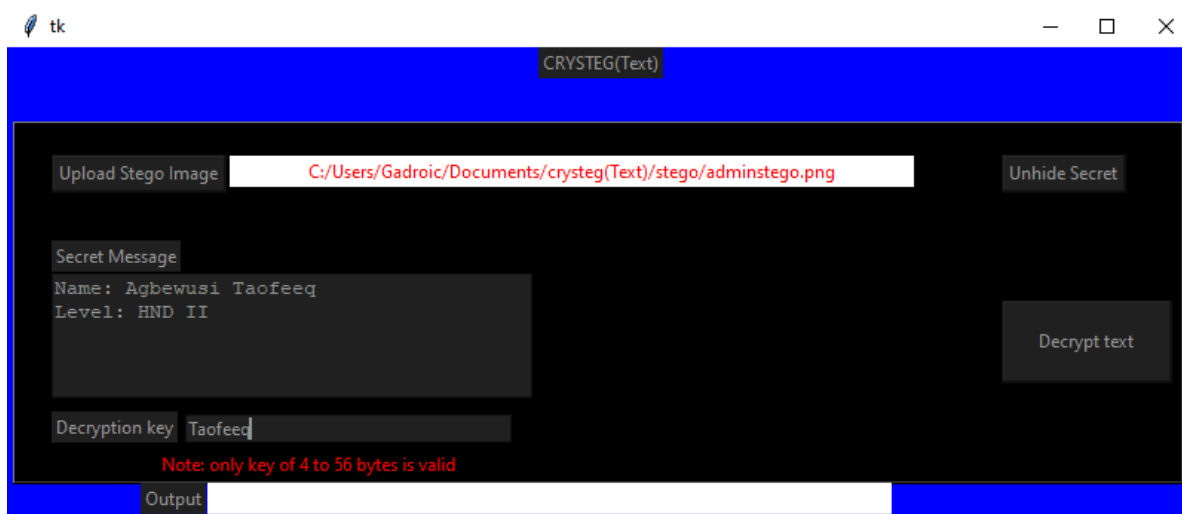 tk
CRYSTEG(Text)
Upload Stego Image C:/Users/Gadroic/Documents/crysteg(Text)/stego/adminstego.png Unhide Secret
Secret Message
Name: Agbewusi Taofeeq
Level: HND II
Decrypt text
Decryption key Taofeeq
Note: only key of 4 to 56 bytes is valid
Output